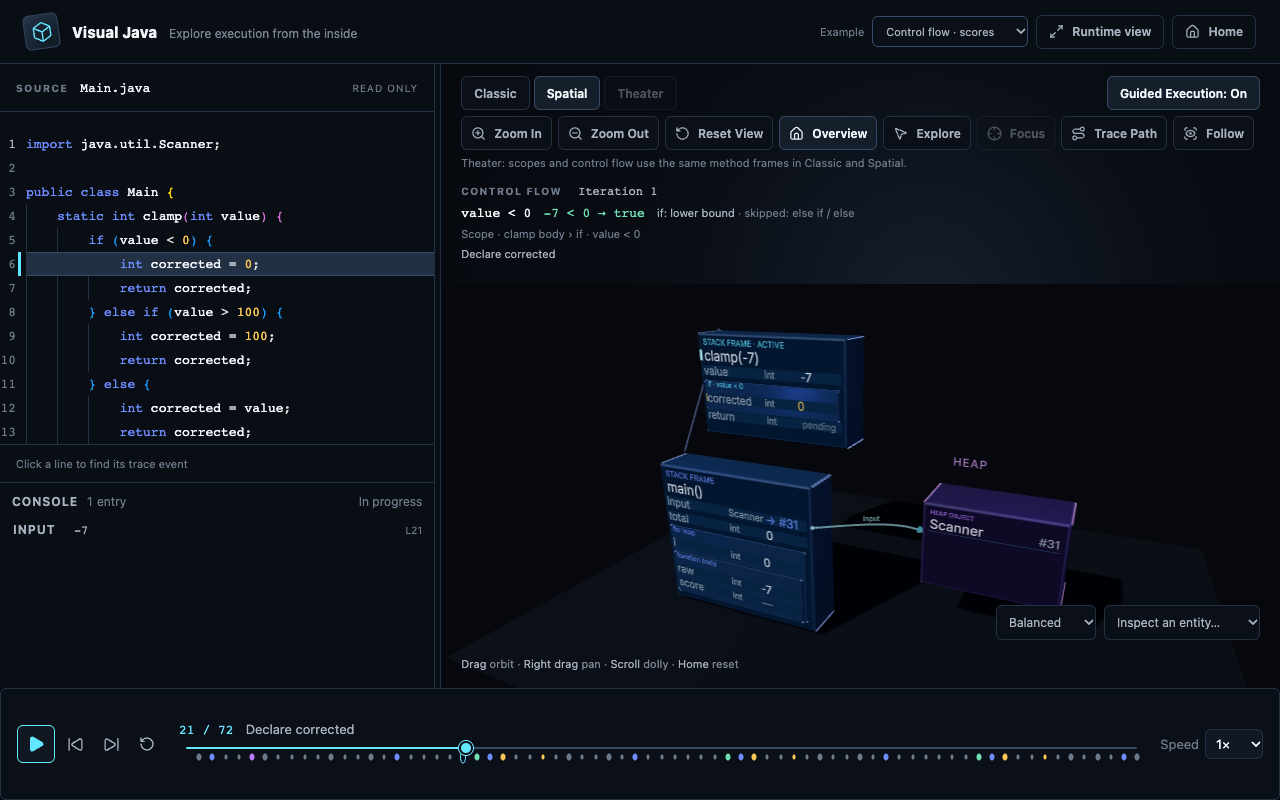 Visual Java Explore execution from the inside Example Control flow · scores Runtime view Home
SOURCE Main.java READ ONLY
1 import java.util.Scanner;
2
3 public class Main {
4 static int clamp(int value) {
5 if (value < 0) {
6 int corrected = 0;
7 return corrected;
8 } else if (value > 100) {
9 int corrected = 100;
10 return corrected;
11 } else {
12 int corrected = value;
13 return corrected;
Click a line to find its trace event
CONSOLE 1 entry In progress
INPUT -7 L21
Classic Spatial Theater Guided Execution: On
Zoom In Zoom Out Reset View Overview Explore Focus Trace Path Follow
Theater: scopes and control flow use the same method frames in Classic and Spatial.
CONTROL FLOW Iteration 1
value < 0 -7 < 0 → true if: lower bound · skipped: else if / else
Scope · clamp body › if · value < 0
Declare corrected
STACK FRAME · ACTIVE
clamp(-7)
value int -7
if · value < 0
corrected int 0
return int pending
STACK FRAME
main()
input Scanner → #31
total int 0
for loop
i int 0
iteration body
raw int -7
score int —
input
HEAP
HEAP OBJECT
Scanner
#31
Balanced Inspect an entity...
Drag orbit · Right drag pan · Scroll dolly · Home reset
21 / 72 Declare corrected
Speed 1×